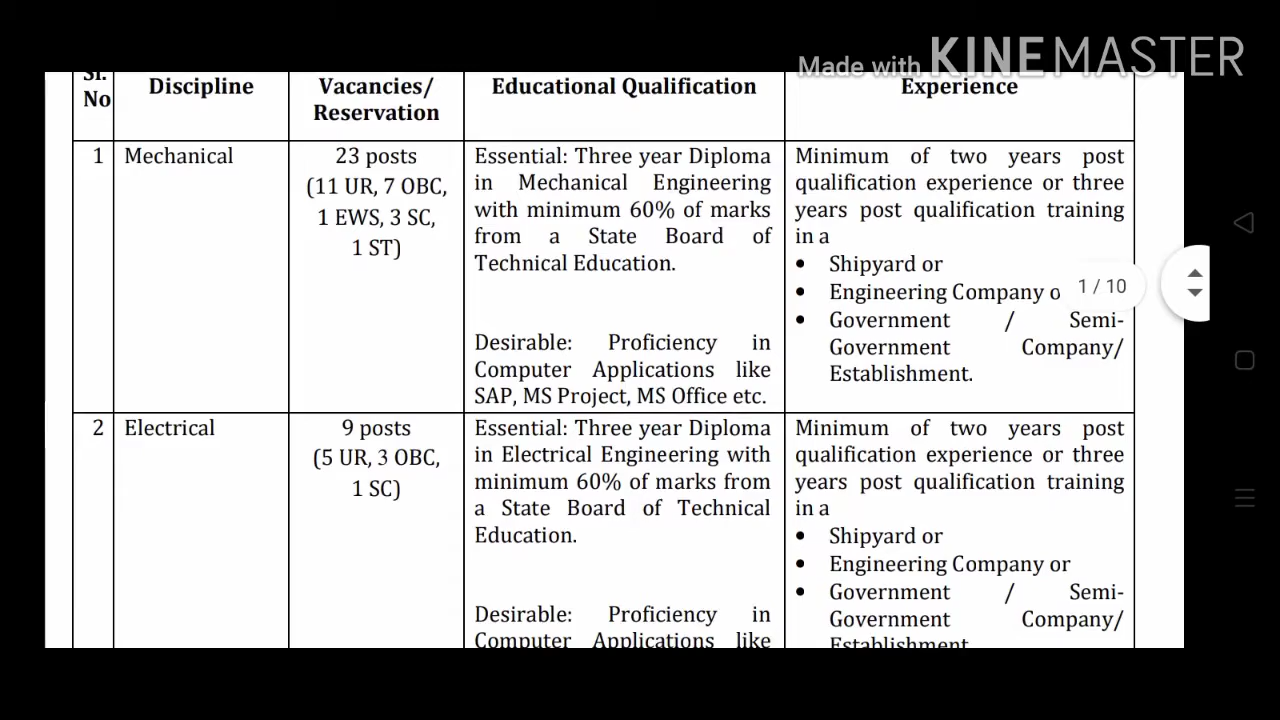 Made with KINEMASTER
Sl.
No
Discipline
Vacancies/
Reservation
Educational Qualification
Experience
1
Mechanical
23 posts
(11 UR, 7 OBC,
1 EWS, 3 SC,
1 ST)
Essential: Three year Diploma
in Mechanical Engineering
with minimum 60% of marks
from a State Board of
Technical Education.
Desirable: Proficiency in
Computer Applications like
SAP, MS Project, MS Office etc.
Minimum of two years post
qualification experience or three
years post qualification training
in a
• Shipyard or
• Engineering Company o
• Government / Semi-
Government Company/
Establishment.
1 / 10
2
Electrical
9 posts
(5 UR, 3 OBC,
1 SC)
Essential: Three year Diploma
in Electrical Engineering with
minimum 60% of marks from
a State Board of Technical
Education.
Desirable: Proficiency in
Computer Applications like
Minimum of two years post
qualification experience or three
years post qualification training
in a
• Shipyard or
• Engineering Company or
• Government / Semi-
Government Company/
Establishment